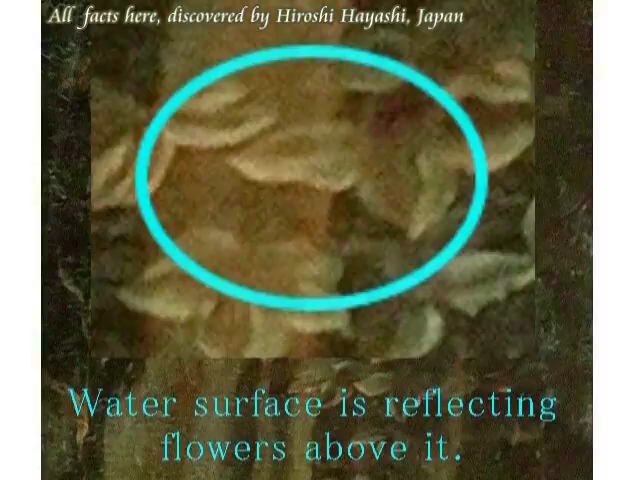 All facts here, discovered by Hiroshi Hayashi, Japan
Water surface is reflecting
flowers above it.